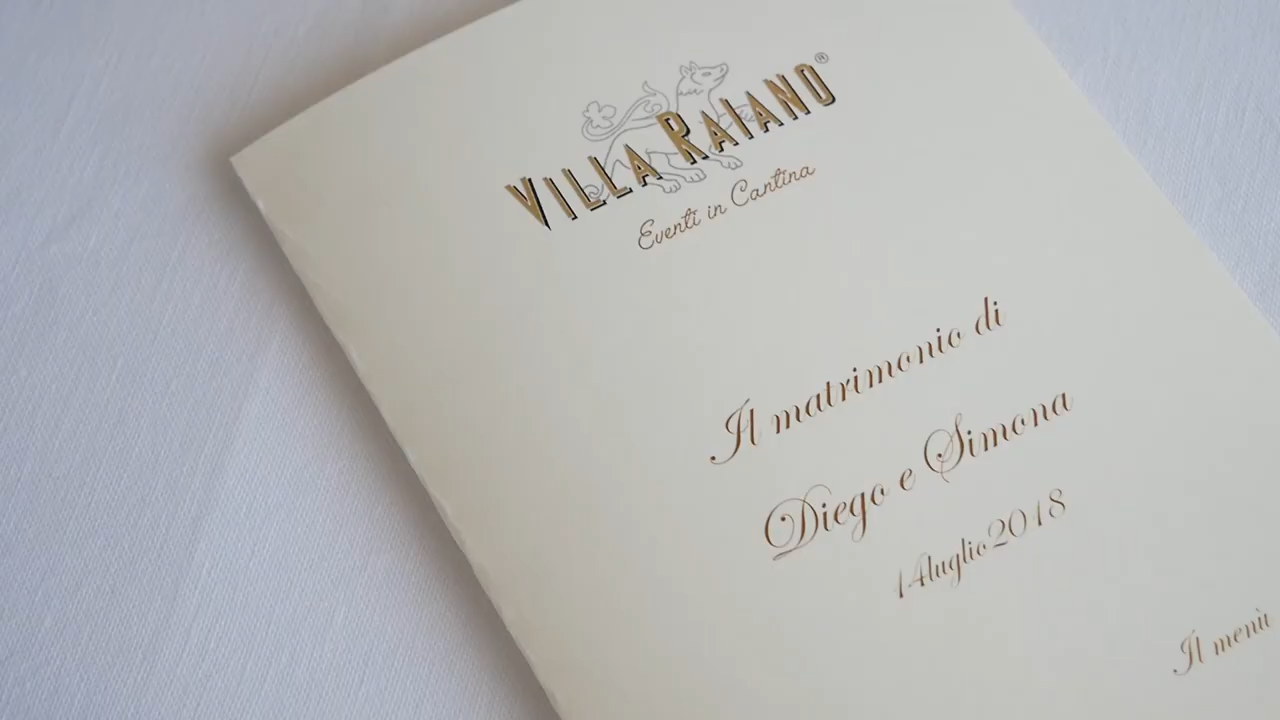 VILLA RAIANO®
Eventi in Cantina
Il matrimonio di
Diego e Simona
14luglio2018
Il menù